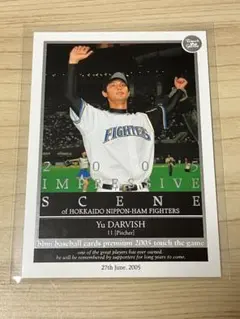 FIGHTERS
2005
IMPRESSIVE
SCENE
of HOKKAIDO NIPPON-HAM FIGHTERS
Yu DARVISH
11 [Pitcher]
bbm baseball cards premium 2005 touch the game
one of the great players has ever earned.
he will be remembered by supporters for long years to come.
27th June, 2005